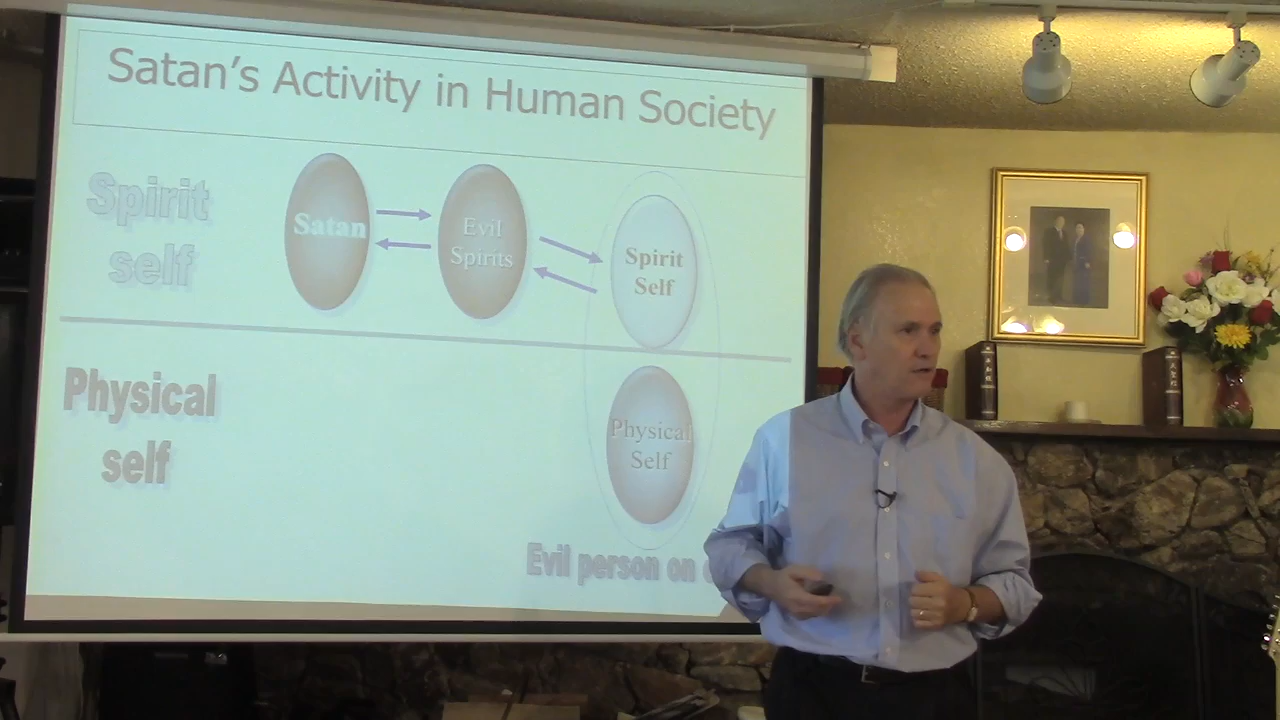 Satan's Activity in Human Society
Spirit
self
Satan
Evil
Spirits
Spirit
Self
Physical
self
Physical
Self
Evil person on